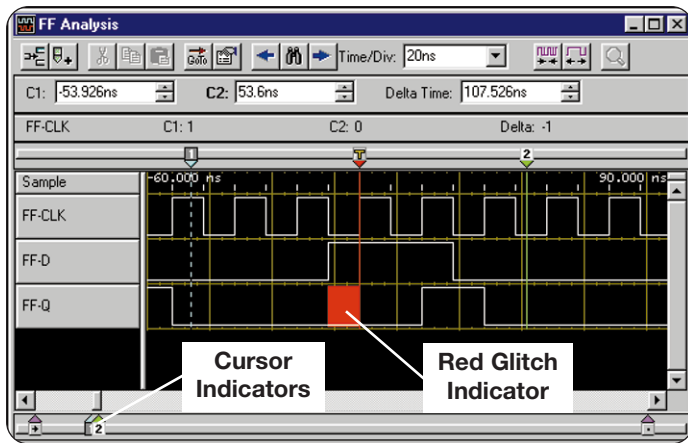 FF Analysis
GoTo
Time/Div: 20ns
C1: -53.926ns C2: 53.6ns Delta Time: 107.526ns
FF-CLK C1: 1 C2: 0 Delta: -1
1 T 2
Sample -60.000 ns 90.000 ns
FF-CLK
FF-D
FF-Q
Cursor
Indicators
Red Glitch
Indicator
2